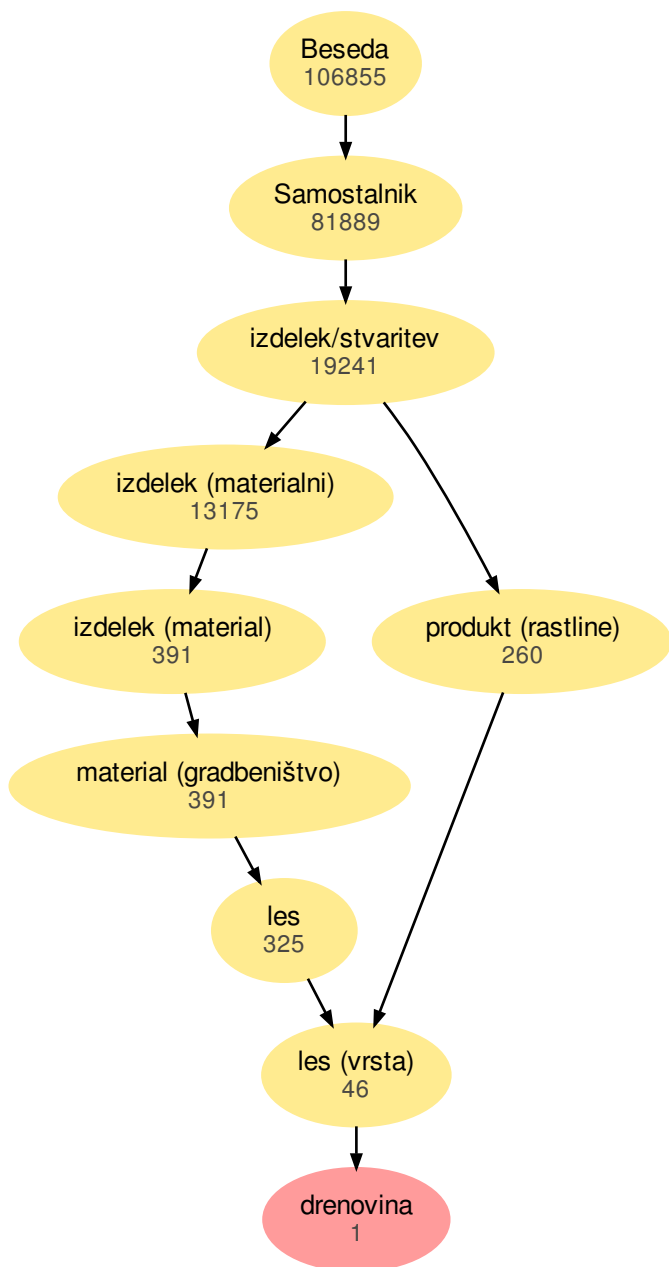 Beseda
106855
Samostalnik
81889
izdelek/stvaritev
19241
izdelek (materialni)
13175
izdelek (material)
391
produkt (rastline)
260
material (gradbeništvo)
391
les
325
les (vrsta)
46
drenovina
1